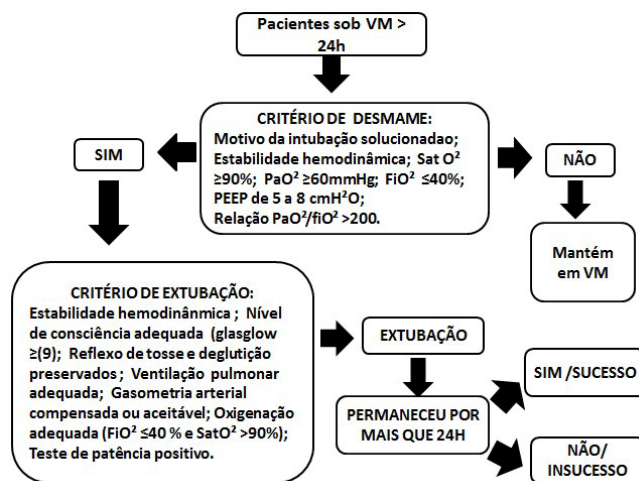 Pacientes sob VM >
24h
CRITÉRIO DE DESMAME:
Motivo da intubação solucionadao;
Estabilidade hemodinâmica; Sat O²
≥90%; PaO² ≥60mmHg; FiO² ≤40%;
PEEP de 5 a 8 cmH²O;
Relação PaO²/fiO² >200.
SIM
NÃO
Mantém
em VM
CRITÉRIO DE EXTUBAÇÃO:
Estabilidade hemodinânmica ; Nível
de consciência adequada (glasglow
≥(9); Reflexo de tosse e deglutição
preservados ; Ventilação pulmonar
adequada; Gasometria arterial
compensada ou aceitável; Oxigenação
adequada (FiO² ≤40 % e SatO² >90%);
Teste de patência positivo.
EXTUBAÇÃO
PERMANECEU POR
MAIS QUE 24H
SIM /SUCESSO
NÃO/
INSUCESSO